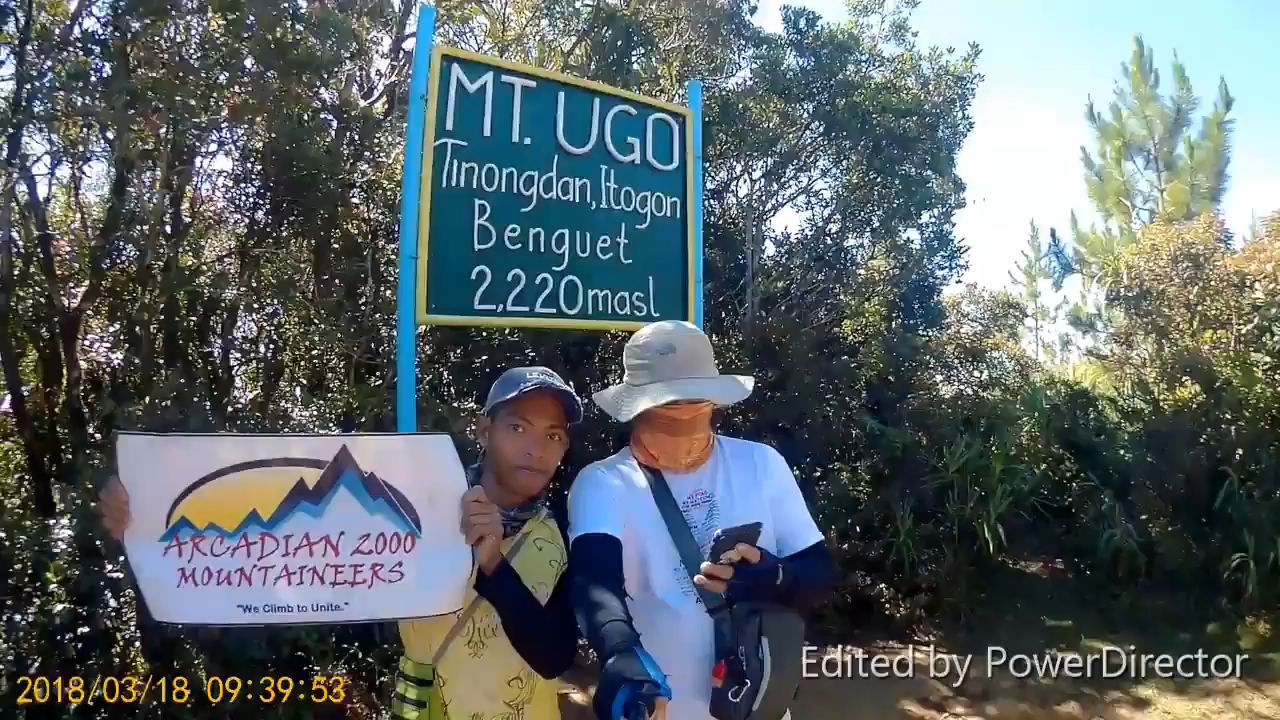 MT. UGO
Tinongdan, Itogon
Benguet
2,220masl
ARCADIAN 2000
MOUNTAINEERS
"We Climb to Unite."
Edited by PowerDirector
2018/03/18 09:39:53